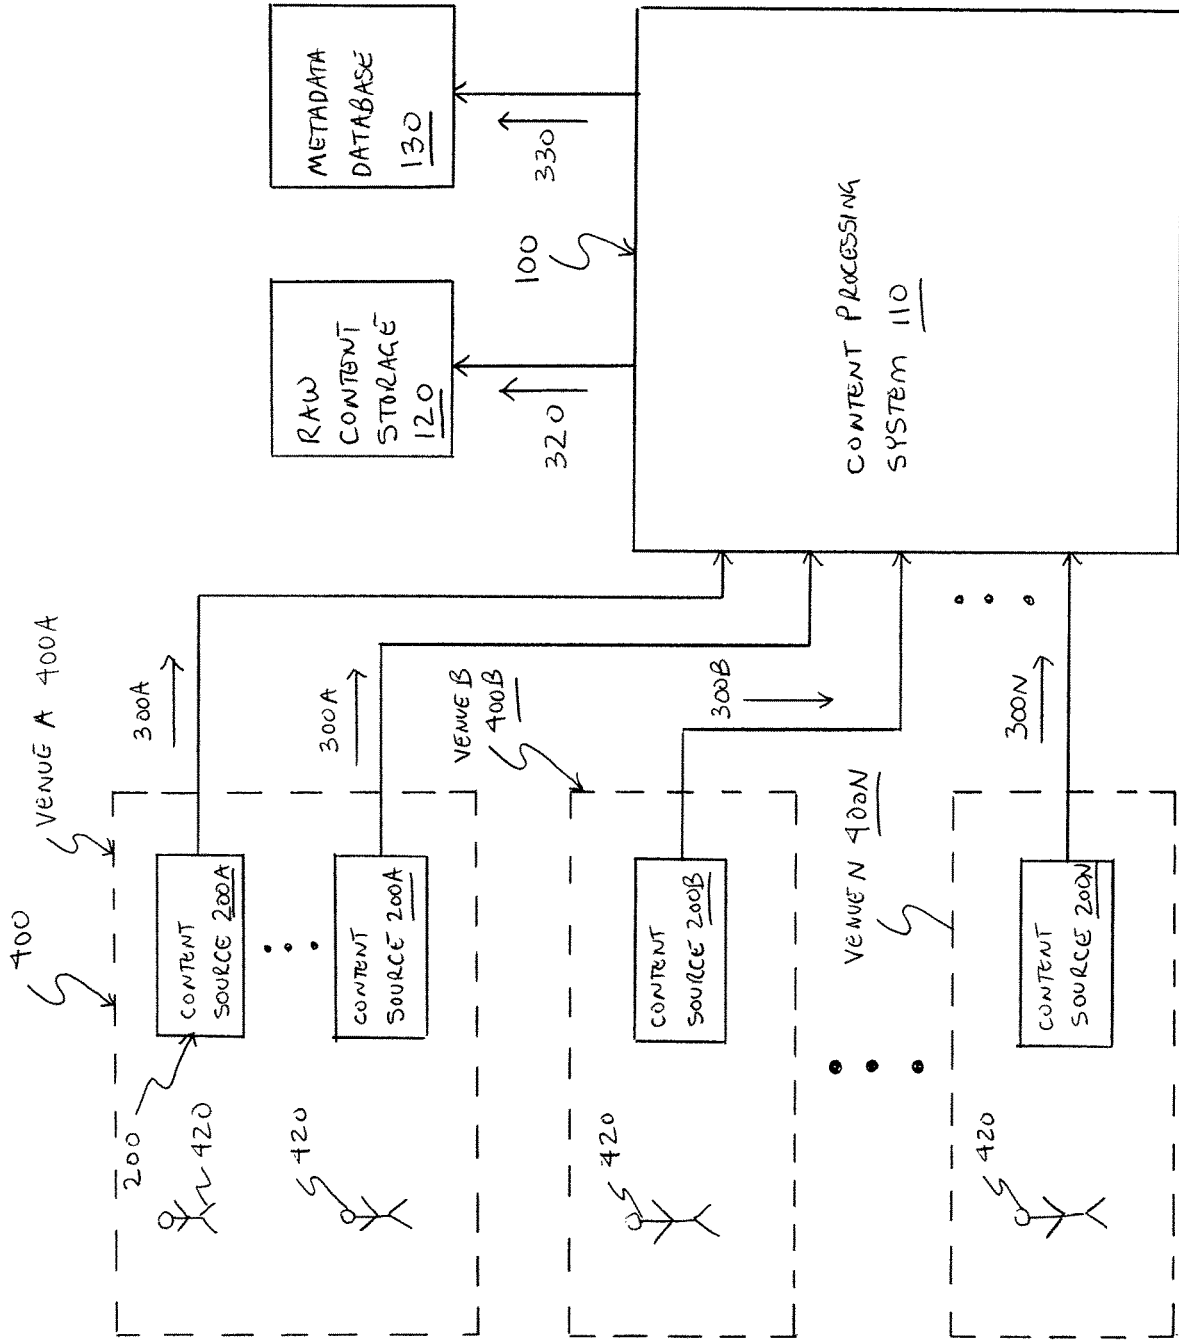 400
VENUE A 400A
200
420
420
CONTENT
SOURCE 200A
CONTENT
SOURCE 200A
300A
300A
VENUE B
400B
420
CONTENT
SOURCE 200B
300B
VENUE N 400N
420
CONTENT
SOURCE 200N
300N
RAW
CONTENT
STORAGE
120
METADATA
DATABASE
130
320
330
100
CONTENT PROCESSING
SYSTEM 110